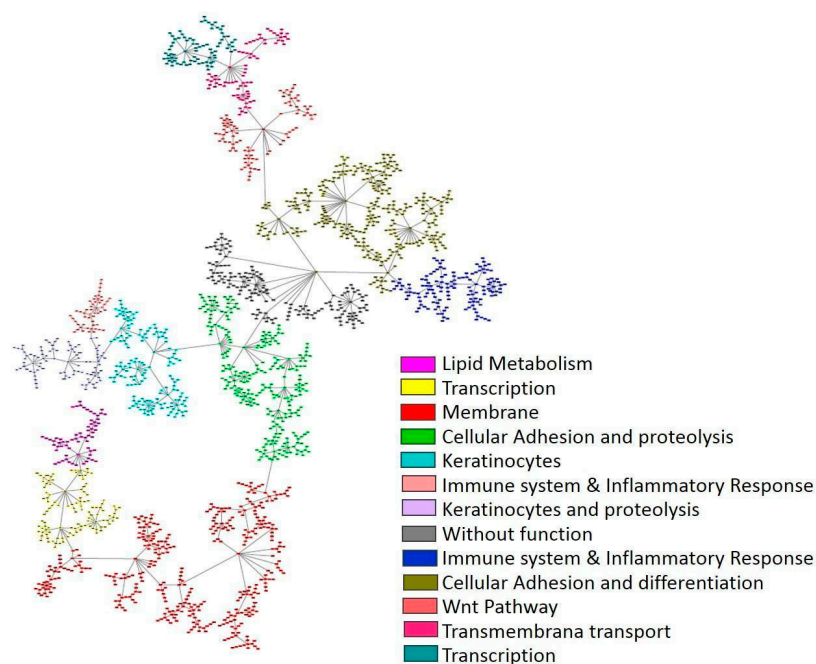 Lipid Metabolism
Transcription
Membrane
Cellular Adhesion and proteolysis
Keratinocytes
Immune system & Inflammatory Response
Keratinocytes and proteolysis
Without function
Immune system & Inflammatory Response
Cellular Adhesion and differentiation
Wnt Pathway
Transmembrana transport
Transcription